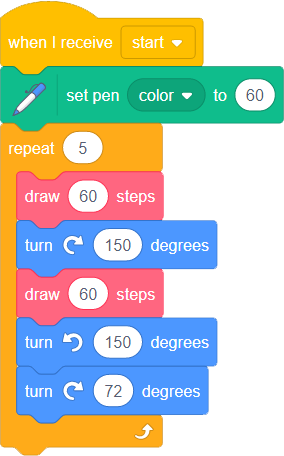 when I receive start
set pen color to 60
repeat 5
draw 60 steps
turn 150 degrees
draw 60 steps
turn 150 degrees
turn 72 degrees